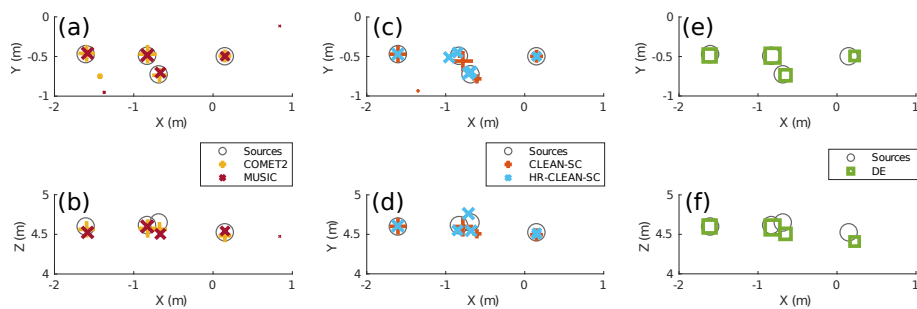 (a)
0
-0.5
-1
Y (m)
-2
-1
0
1
X (m)
Sources
COMET2
MUSIC
(b)
5
4.5
4
Z (m)
-2
-1
0
1
X (m)
(c)
0
-0.5
-1
Y (m)
-2
-1
0
1
X (m)
Sources
CLEAN-SC
HR-CLEAN-SC
(d)
5
4.5
4
Y (m)
-2
-1
0
1
X (m)
(e)
0
-0.5
-1
Y (m)
-2
-1
0
1
X (m)
Sources
DE
(f)
5
4.5
4
Z (m)
-2
-1
0
1
X (m)